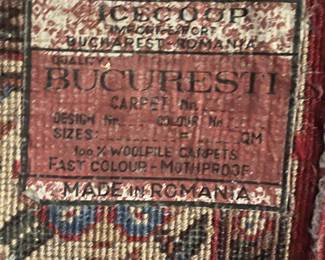 ICECOOP
IMPORT-EXPORT
BUCHAREST-ROMANIA
QUALITY
BUCURESTI
CARPET No
DESIGN Nr. COLOUR No
SIZES: = QM
100% WOOLPILE CARPETS
FAST COLOUR - MOTHPROOF
MADE IN ROMANIA